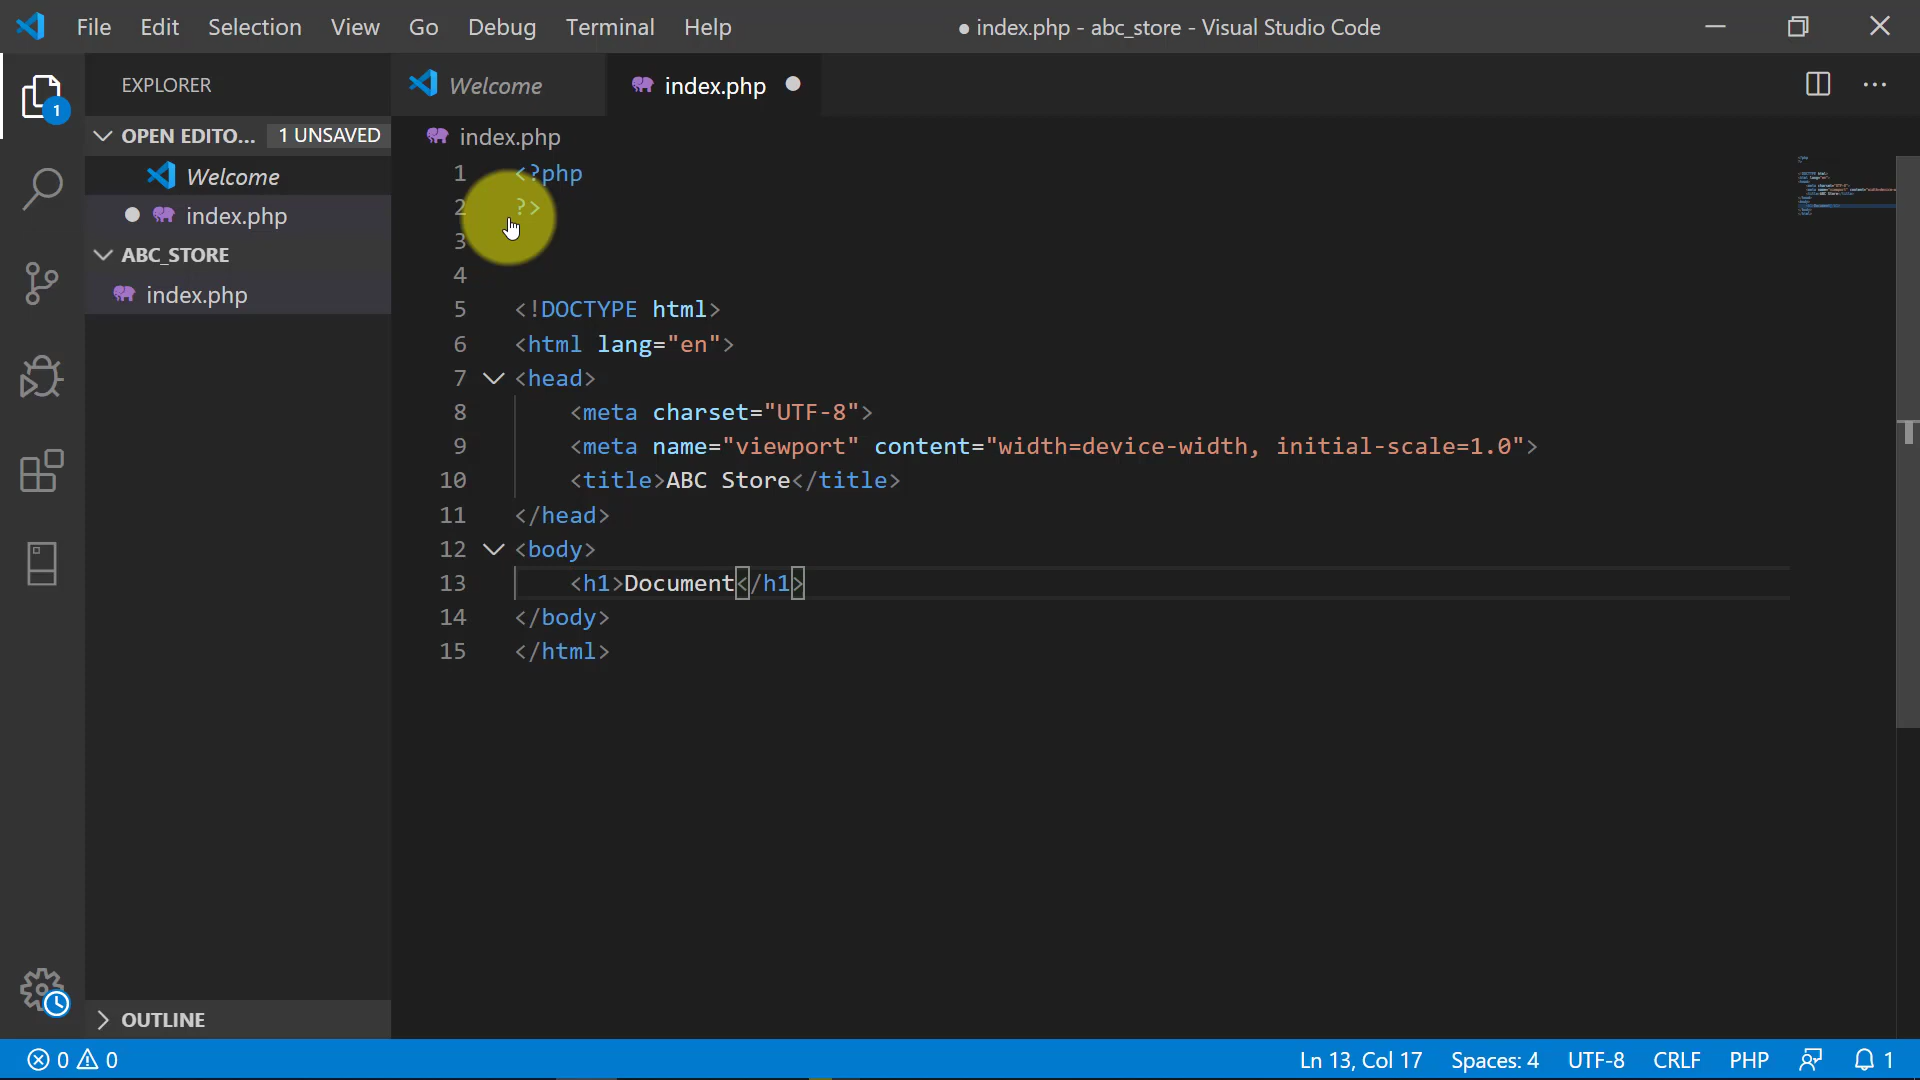 File Edit Selection View Go Debug Terminal Help
● index.php - abc_store - Visual Studio Code
EXPLORER
Welcome
index.php
1
OPEN EDITO... 1 UNSAVED
Welcome
index.php
ABC_STORE
index.php
index.php
1 <?php
2 ?>
3
4
5 <!DOCTYPE html>
6 <html lang="en">
7 <head>
8 <meta charset="UTF-8">
9 <meta name="viewport" content="width=device-width, initial-scale=1.0">
10 <title>ABC Store</title>
11 </head>
12 <body>
13 <h1>Document</h1>
14 </body>
15 </html>
OUTLINE
0 0
Ln 13, Col 17 Spaces: 4 UTF-8 CRLF PHP 1